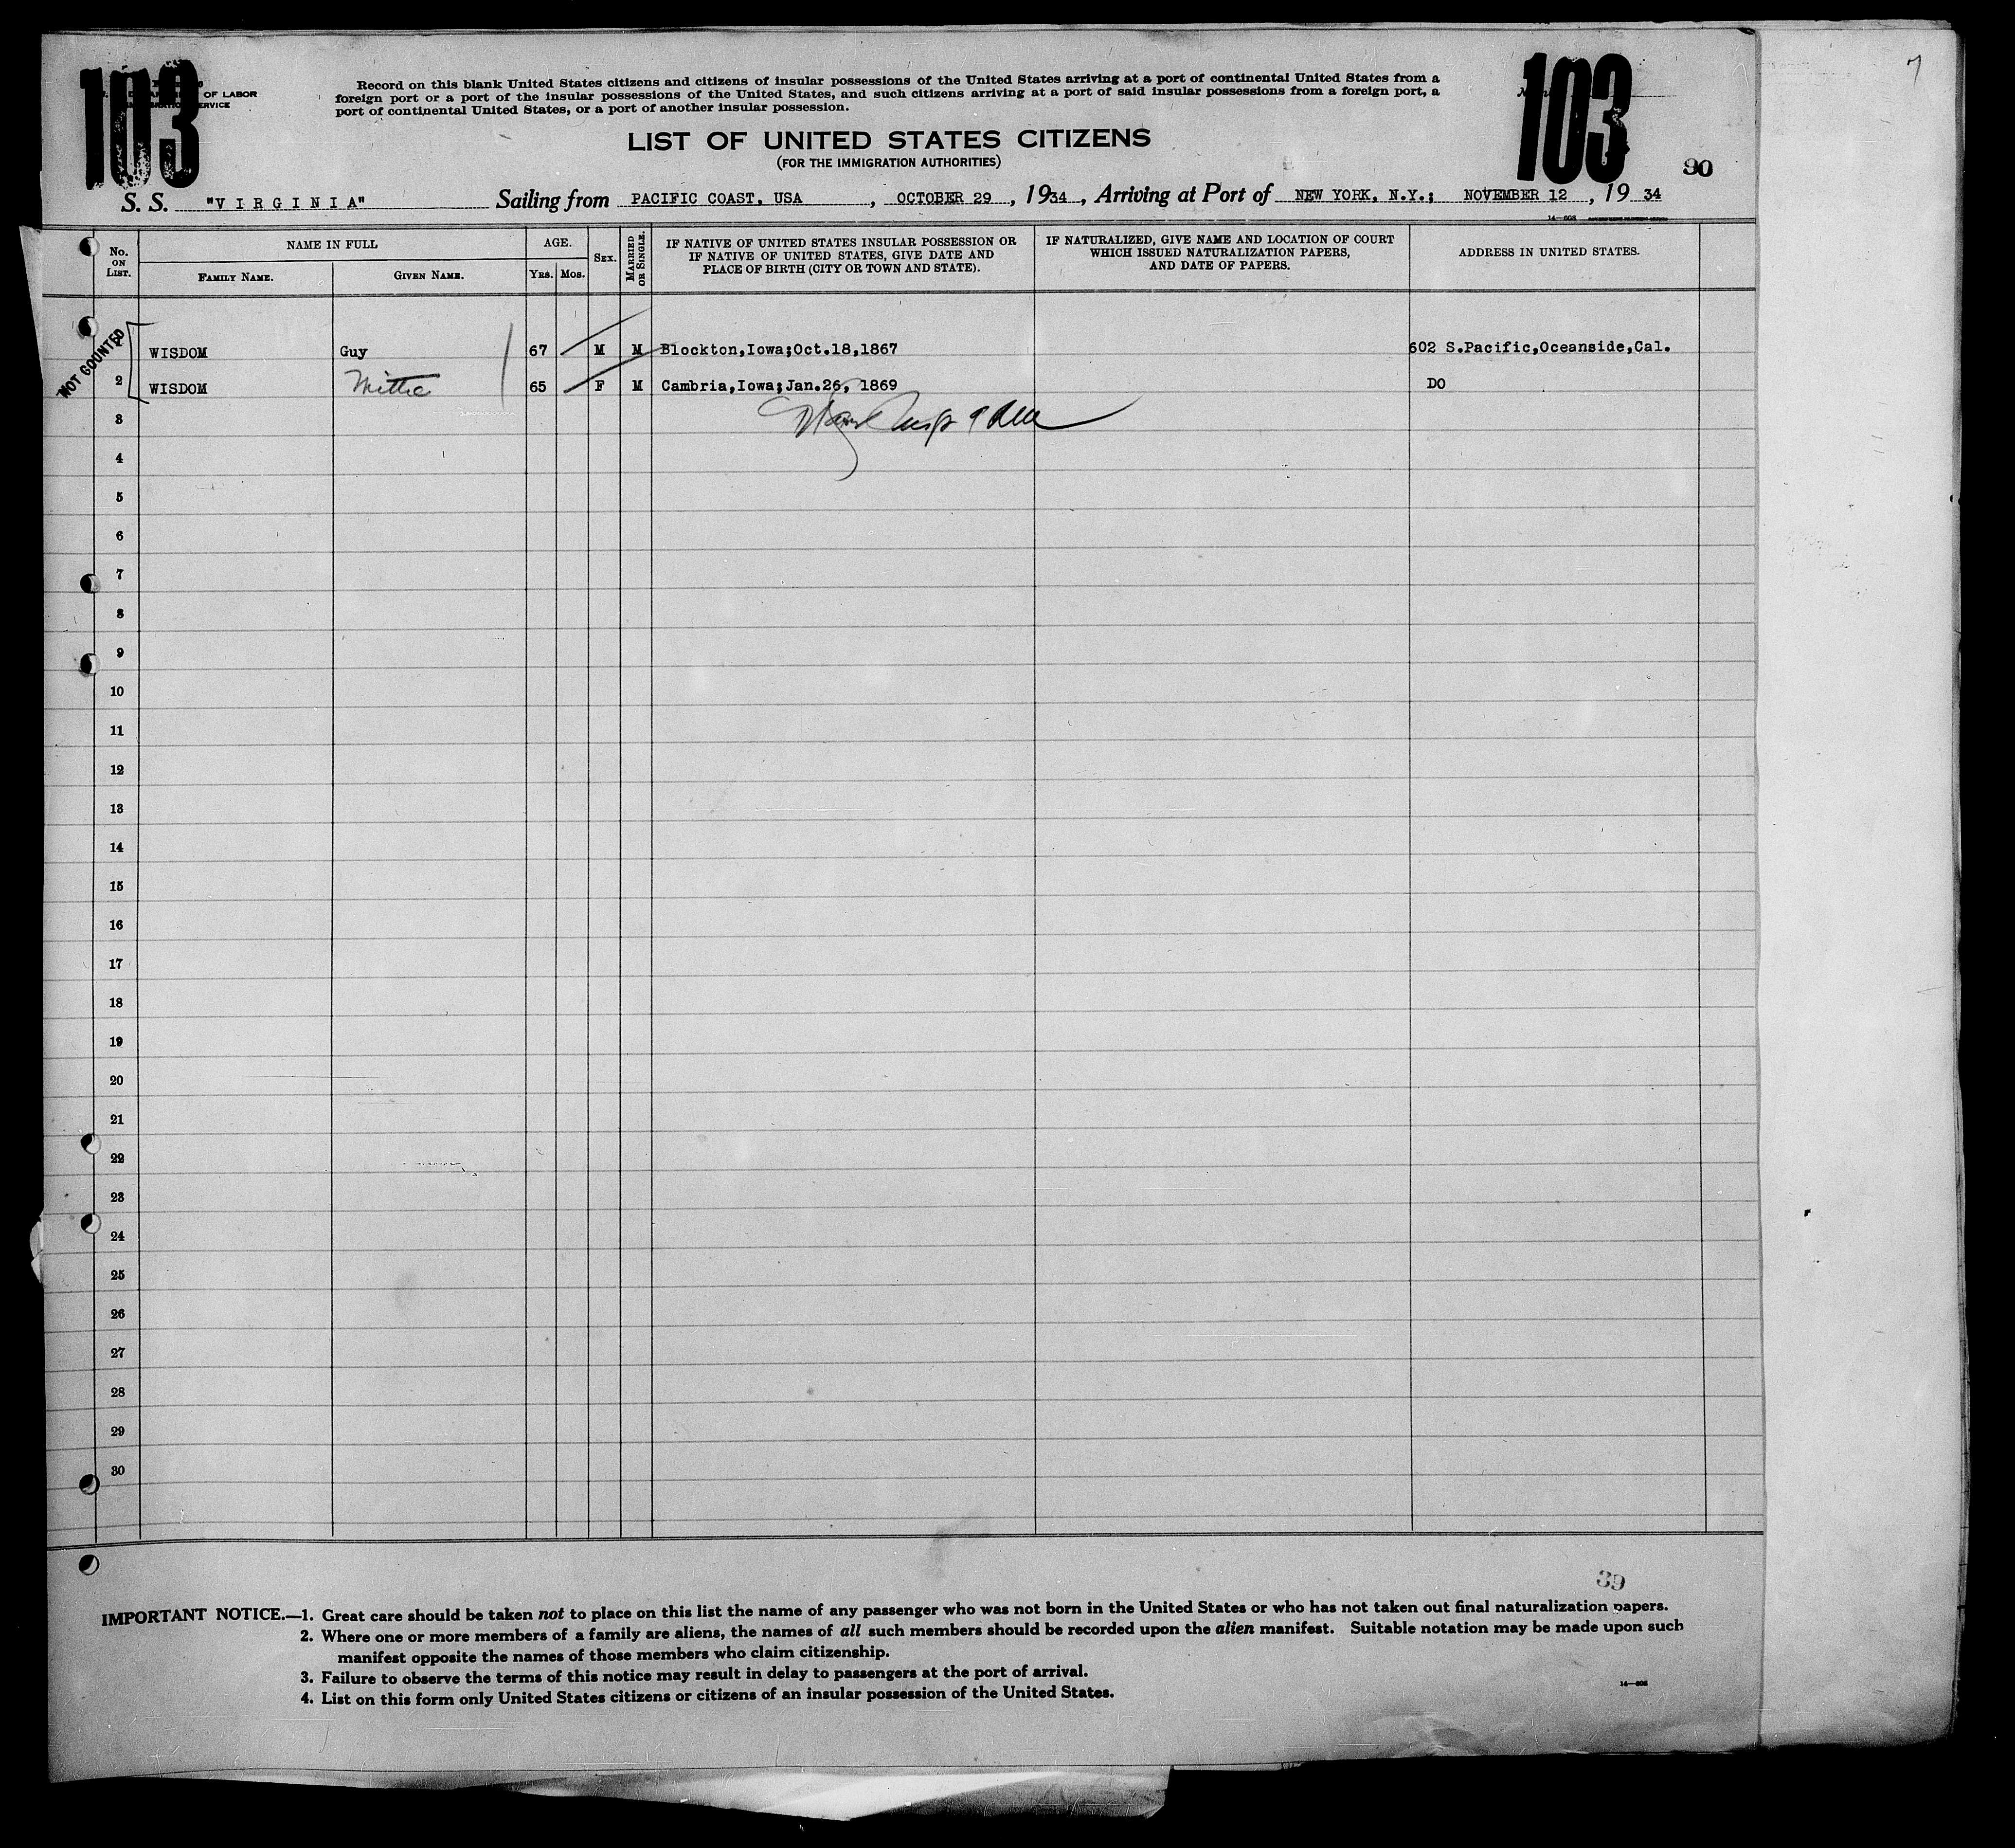 103
OF LABOR
Record on this blank United States citizens and citizens of insular possessions of the United States arriving at a port of continental United States from a
foreign port or a port of the insular possessions of the United States, and such citizens arriving at a port of said insular possessions from a foreign port, a
port of continental United States, or a port of another insular possession.
103
LIST OF UNITED STATES CITIZENS
(FOR THE IMMIGRATION AUTHORITIES)
90
S. S. "VIRGINIA" Sailing from PACIFIC COAST, USA, OCTOBER 29, 1934, Arriving at Port of NEW YORK, N.Y.; NOVEMBER 12, 1934
No. ON LIST.
NAME IN FULL
FAMILY NAME.
GIVEN NAME.
AGE.
YRS.
MOS.
SEX.
MARRIED OR SINGLE.
IF NATIVE OF UNITED STATES INSULAR POSSESSION OR
IF NATIVE OF UNITED STATES, GIVE DATE AND
PLACE OF BIRTH (CITY OR TOWN AND STATE).
IF NATURALIZED, GIVE NAME AND LOCATION OF COURT
WHICH ISSUED NATURALIZATION PAPERS,
AND DATE OF PAPERS.
ADDRESS IN UNITED STATES.
NOT COUNTED
WISDOM Guy 67 M M Blockton,Iowa;Oct.18,1867 602 S.Pacific,Oceanside,Cal.
2 WISDOM Mittie 65 F M Cambria,Iowa;Jan.26, 1869 DO
3
4
5
6
7
8
9
10
11
12
13
14
15
16
17
18
19
20
21
22
23
24
25
26
27
28
29
30
39
IMPORTANT NOTICE.—1. Great care should be taken not to place on this list the name of any passenger who was not born in the United States or who has not taken out final naturalization papers.
2. Where one or more members of a family are aliens, the names of all such members should be recorded upon the alien manifest. Suitable notation may be made upon such
manifest opposite the names of those members who claim citizenship.
3. Failure to observe the terms of this notice may result in delay to passengers at the port of arrival.
4. List on this form only United States citizens or citizens of an insular possession of the United States.